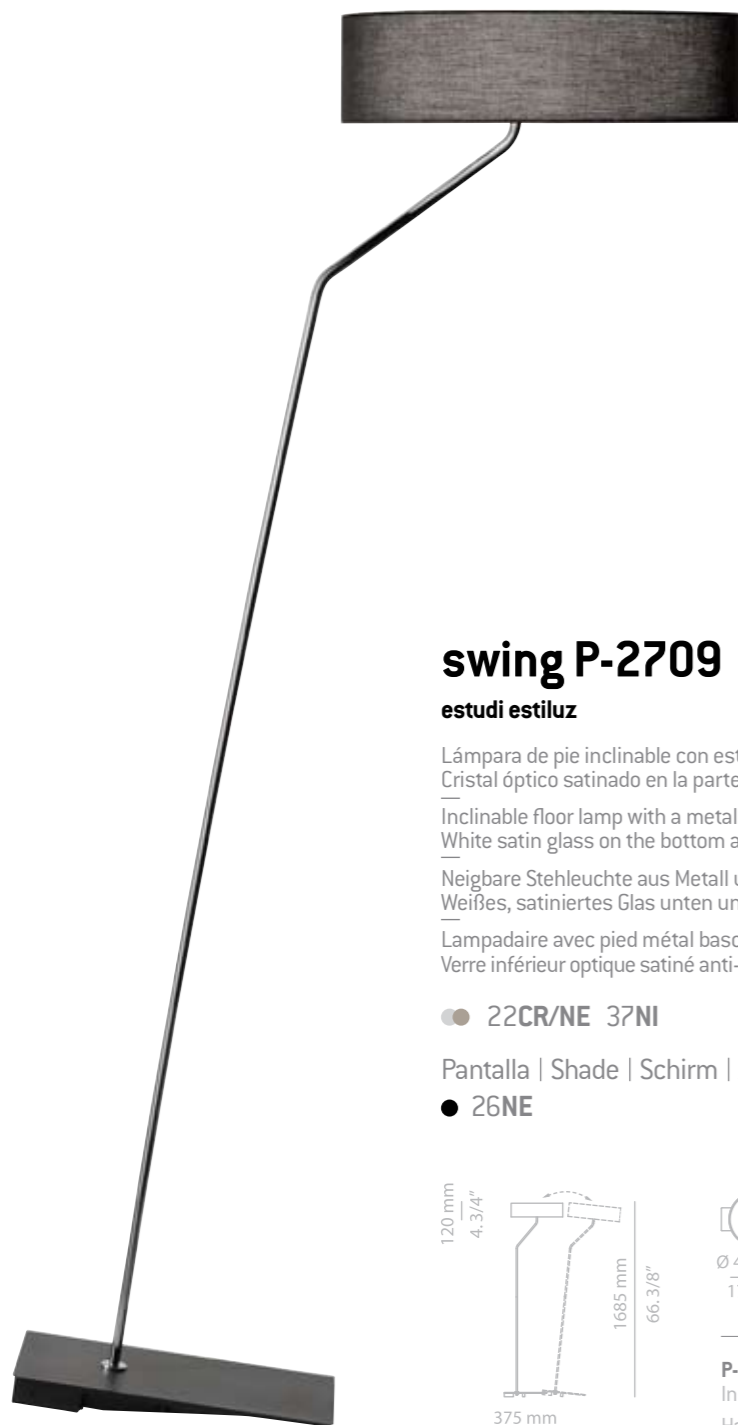 swing P-2709
estudi estiluz
Lámpara de pie inclinable con
Cristal óptico satinado en la parte
Inclinable floor lamp with a metal
White satin glass on the bottom
Neigbare Stehleuchte aus Metall
Weißes, satiniertes Glas unten
Lampadaire avec pied métal
Verre inférieur optique satiné anti-
22CR/NE 37NI
Pantalla | Shade | Schirm |
26NE
120 mm
4.3/4"
1685 mm
66.3/8"
375 mm
Ø 4
P-